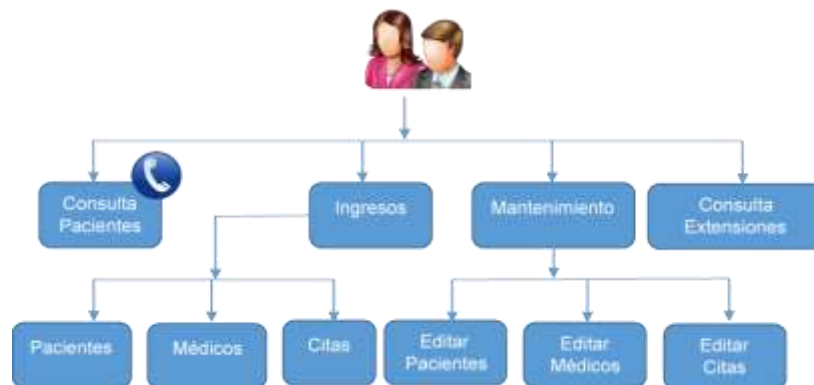 Consulta
Pacientes
Ingresos
Mantenimiento
Consulta
Extensiones
Pacientes
Médicos
Citas
Editar
Pacientes
Editar
Médicos
Editar
Citas